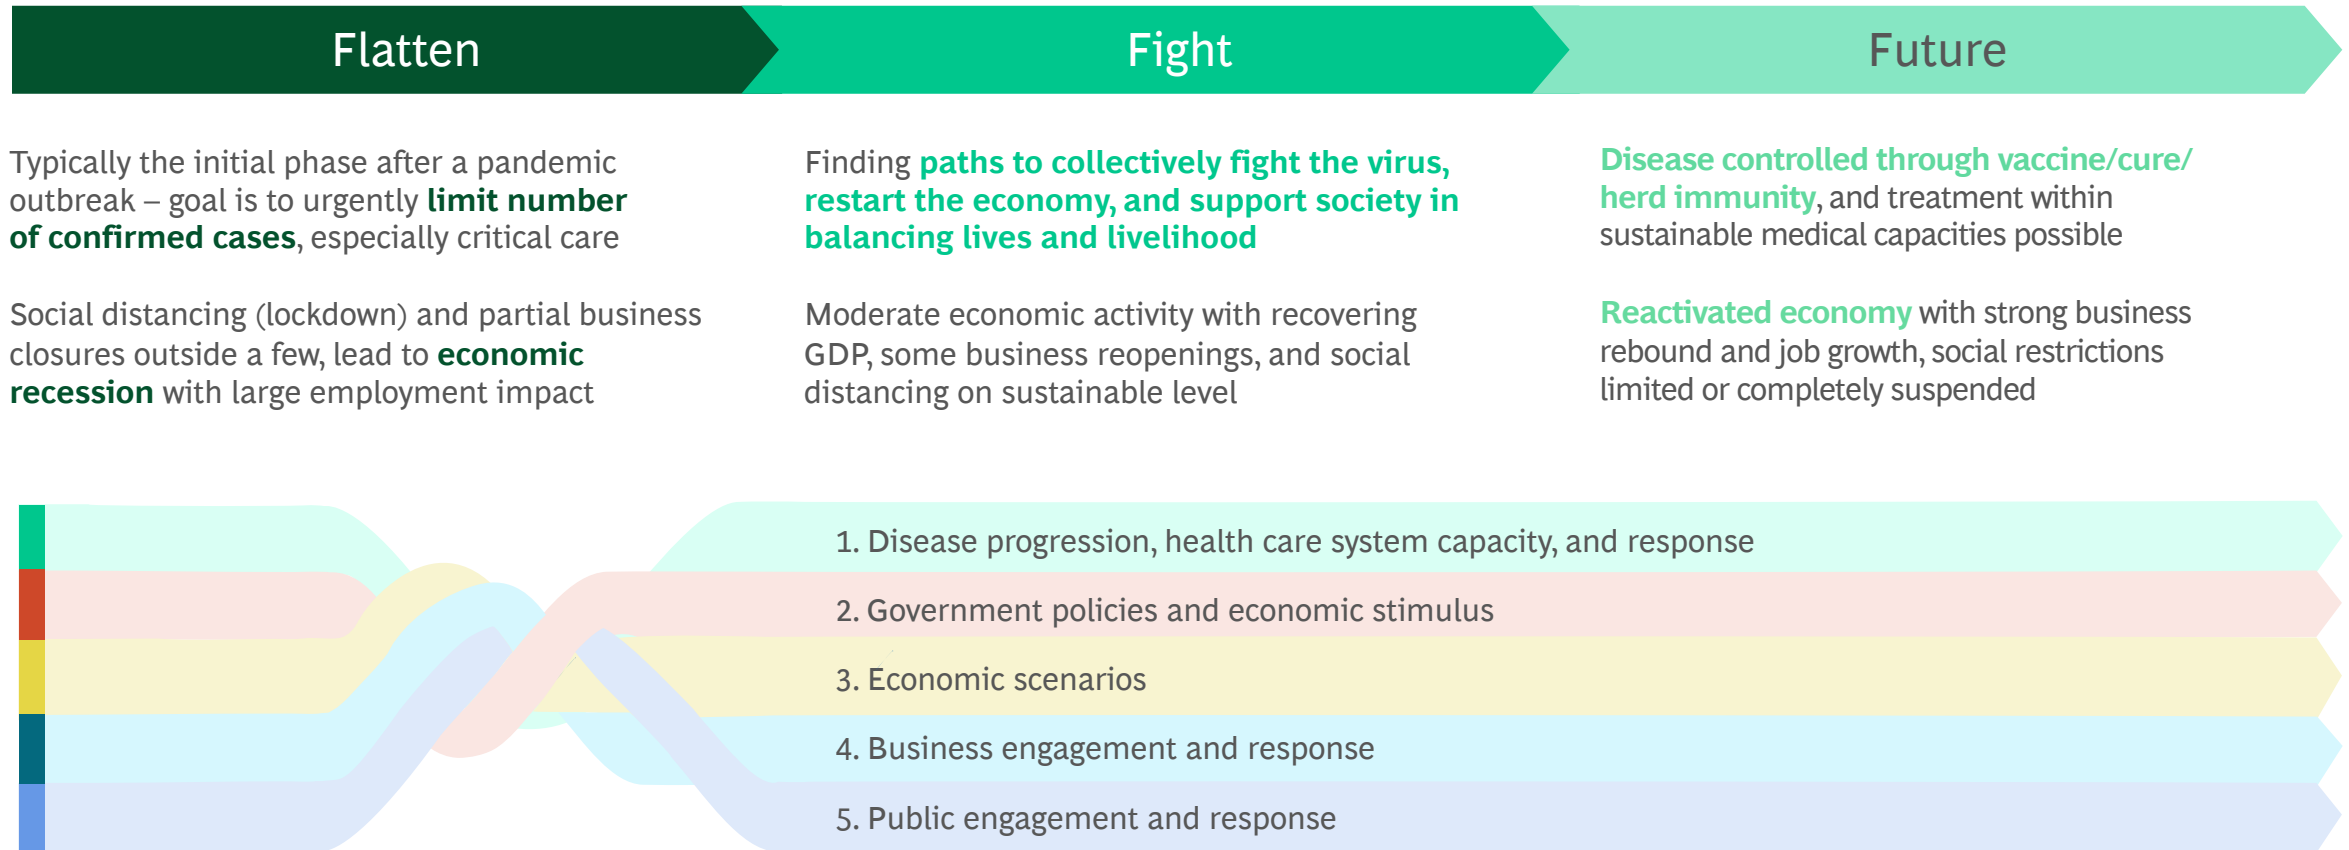 Flatten
Fight
Future
Typically the initial phase after a pandemic
outbreak – goal is to urgently limit number
of confirmed cases, especially critical care
Social distancing (lockdown) and partial business
closures outside a few, lead to economic
recession with large employment impact
Finding paths to collectively fight the virus,
restart the economy, and support society in
balancing lives and livelihood
Moderate economic activity with recovering
GDP, some business reopenings, and social
distancing on sustainable level
Disease controlled through vaccine/cure/
herd immunity, and treatment within
sustainable medical capacities possible
Reactivated economy with strong business
rebound and job growth, social restrictions
limited or completely suspended
1. Disease progression, health care system capacity, and response
2. Government policies and economic stimulus
3. Economic scenarios
4. Business engagement and response
5. Public engagement and response